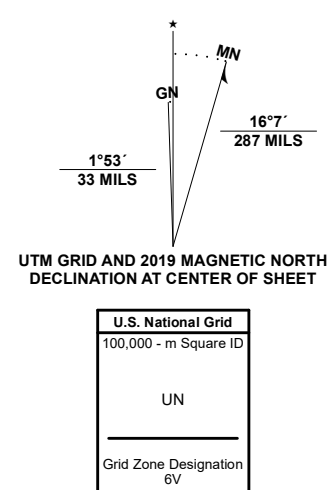 ★
MN
GN
16°7´
287 MILS
1°53´
33 MILS
UTM GRID AND 2019 MAGNETIC NORTH
DECLINATION AT CENTER OF SHEET
U.S. National Grid
100,000 - m Square ID
UN
Grid Zone Designation
6V